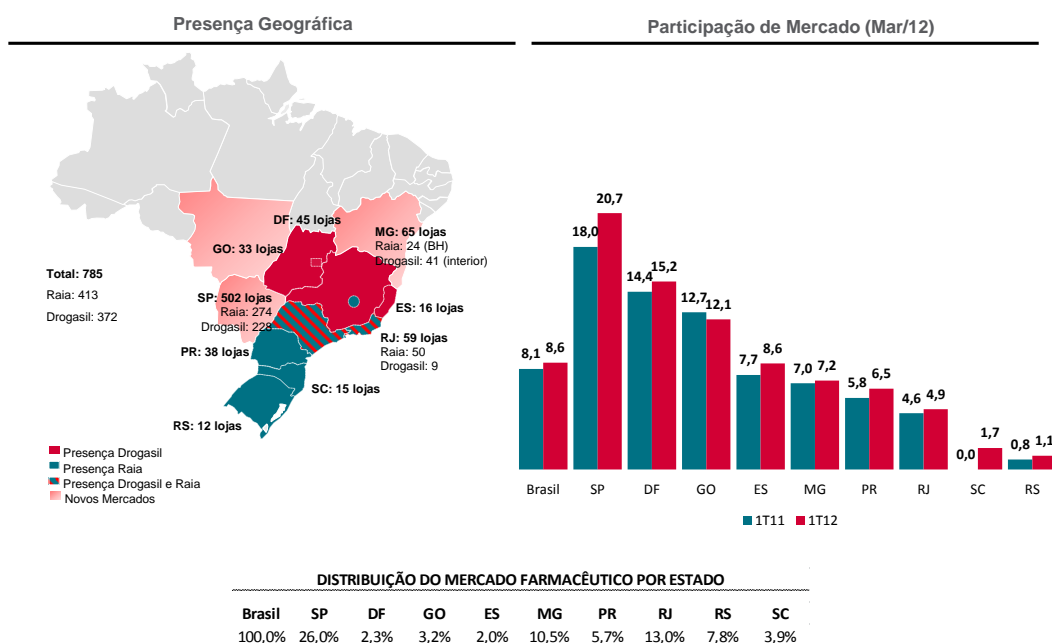 Presença Geográfica
DF: 45 lojas
MG: 65 lojas
Raia: 24 (BH)
Drogasil: 41 (interior)
GO: 33 lojas
Total: 785
Raia: 413
Drogasil: 372
SP: 502 lojas
Raia: 274
Drogasil: 228
ES: 16 lojas
RJ: 59 lojas
Raia: 50
Drogasil: 9
PR: 38 lojas
SC: 15 lojas
RS: 12 lojas
Presença Drogasil
Presença Raia
Presença Drogasil e Raia
Novos Mercados
Participação de Mercado (Mar/12)
8,1 8,6 18,0 20,7 14,4 15,2 12,7 12,1 7,7 8,6 7,0 7,2 5,8 6,5 4,6 4,9 0,0 1,7 0,8 1,1
Brasil SP DF GO ES MG PR RJ SC RS
1T11 1T12
DISTRIBUIÇÃO DO MERCADO FARMACÊUTICO POR ESTADO
Brasil SP DF GO ES MG PR RJ RS SC
100,0% 26,0% 2,3% 3,2% 2,0% 10,5% 5,7% 13,0% 7,8% 3,9%